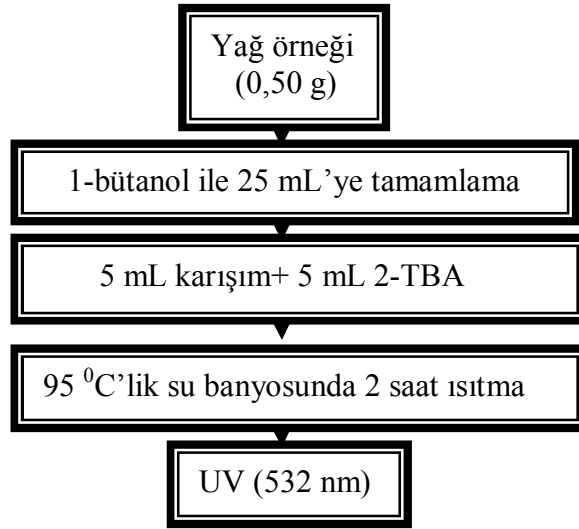 Yağ örneği
(0,50 g)
1-bütanol ile 25 mL’ye tamamlama
5 mL karışım+ 5 mL 2-TBA
95 ⁰C’lik su banyosunda 2 saat ısıtma
UV (532 nm)